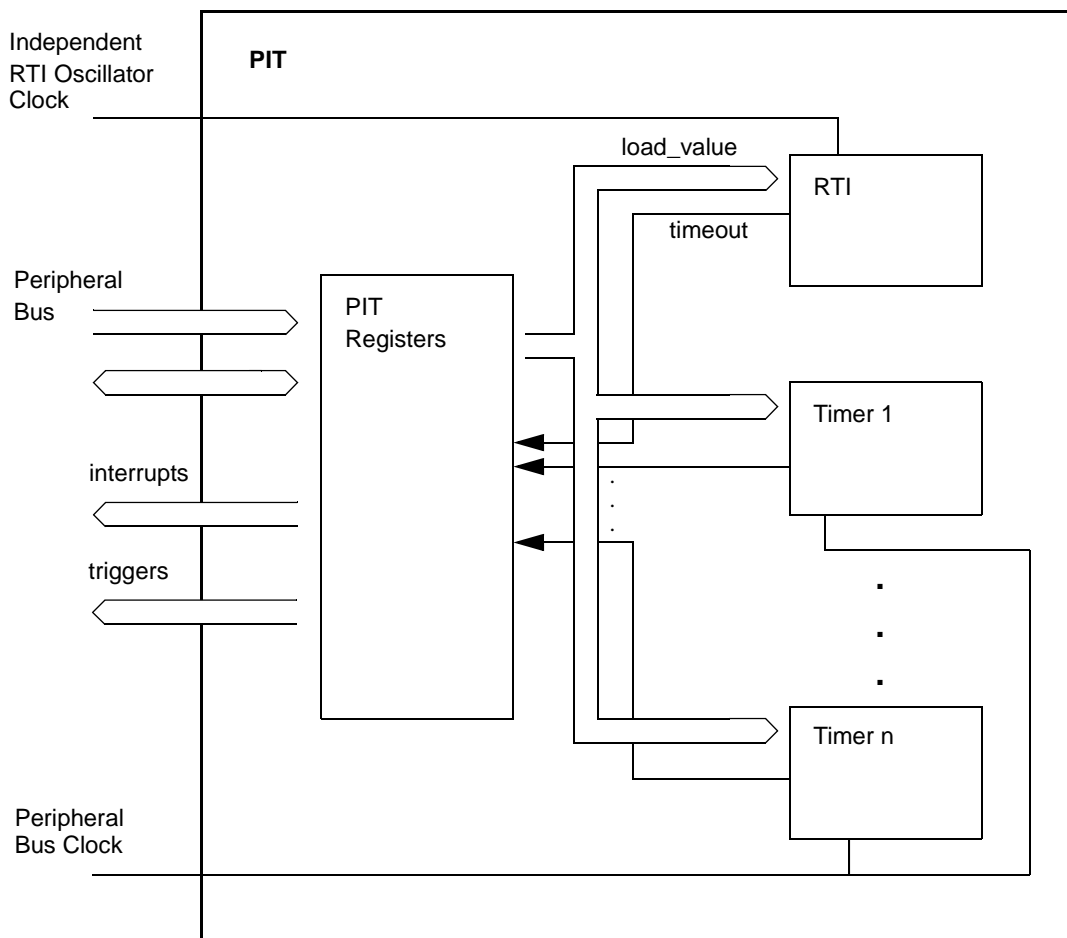 Independent
RTI Oscillator
Clock
PIT
load_value
RTI
timeout
Peripheral
Bus
PIT
Registers
Timer 1
interrupts
.
.
.
triggers
.
.
.
Timer n
Peripheral
Bus Clock